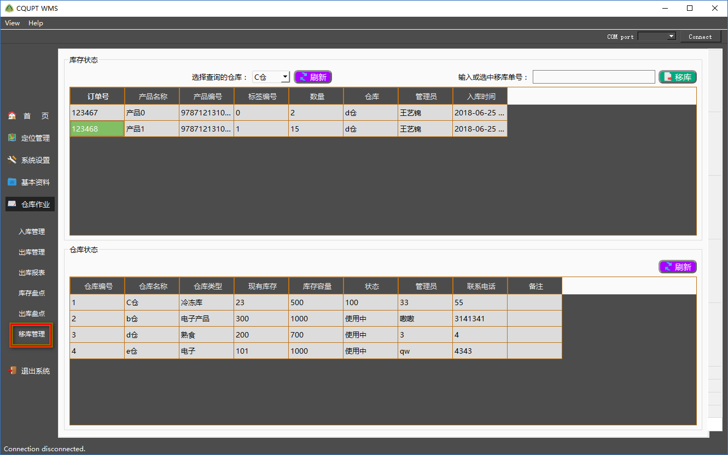 CQUPT WMS
View Help
COM port Connect
库存状态
选择查询的仓库： C仓 刷新 输入或选中移库单号： 移库
订单号 产品名称 产品编号 标签编号 数量 仓库 管理员 入库时间
123467 产品0 9787121310... 0 2 d仓 2018-06-25 ...
123468 产品1 9787121310... 1 15 d仓 2018-06-25 ...
首 页
定位管理
系统设置
基本资料
仓库作业
入库管理
出库管理
出库报表
库存盘点
出库盘点
移库管理
退出系统
仓库状态
刷新
仓库编号 仓库名称 仓库类型 现有库存 库存容量 状态 管理员 联系电话 备注
1 C仓 冷冻库 23 500 100 33 55
2 b仓 电子产品 300 1000 使用中 嗷嗷 3141341
3 d仓 熟食 200 700 使用中 3 4
4 e仓 电子 101 1000 使用中 qw 4343
Connection disconnected.